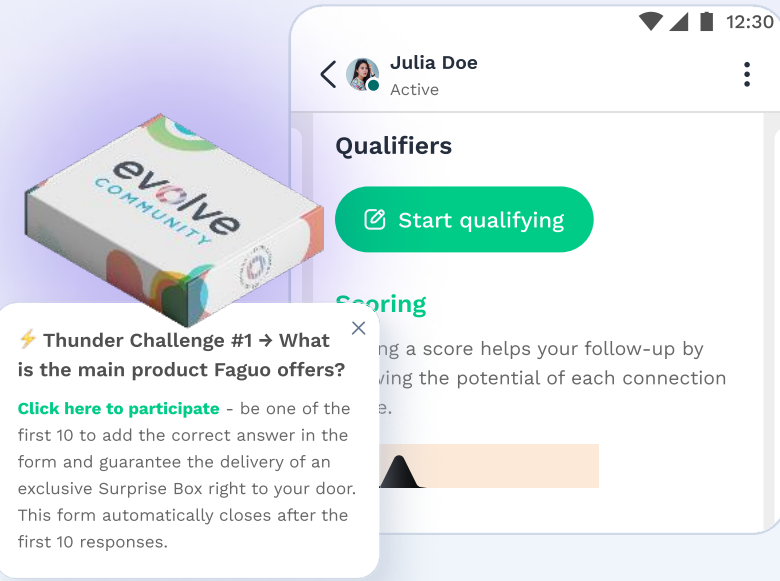 12:30
Julia Doe
Active
Qualifiers
Start qualifying
evolve
COMMUNITY
Scoring
a score helps your follow-up by
the potential of each connection
⚡ Thunder Challenge #1 → What
is the main product Faguo offers?
Click here to participate - be one of the
first 10 to add the correct answer in the
form and guarantee the delivery of an
exclusive Surprise Box right to your door.
This form automatically closes after the
first 10 responses.